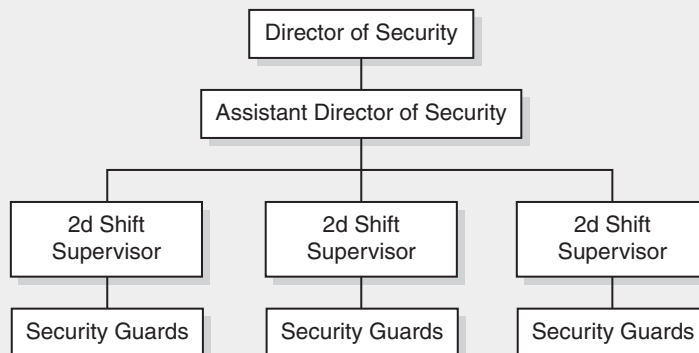 Director of Security
Assistant Director of Security
2d Shift
Supervisor
2d Shift
Supervisor
2d Shift
Supervisor
Security Guards
Security Guards
Security Guards